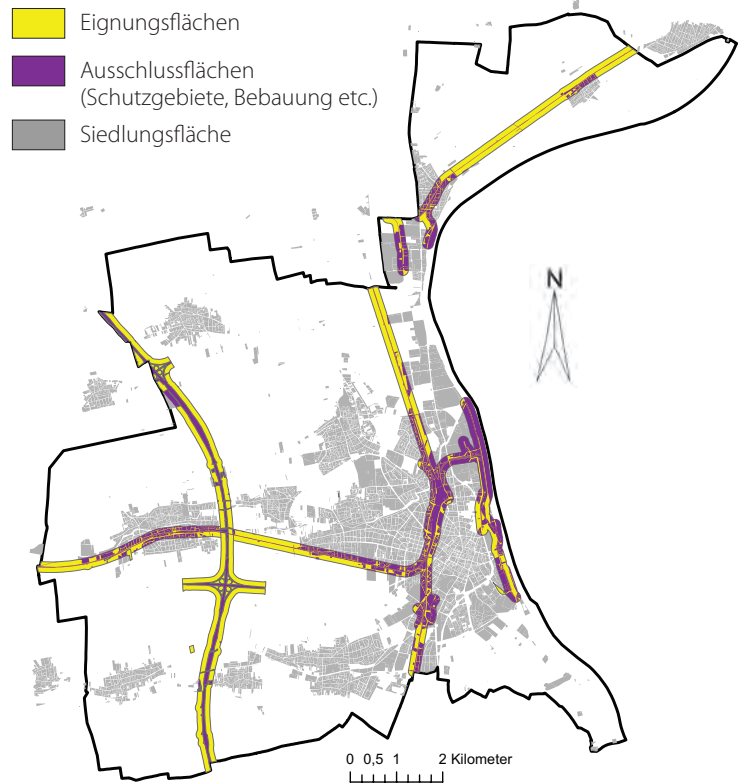 Eignungsflächen
Ausschlussflächen
(Schutzgebiete, Bebauung etc.)
Siedlungsfläche
N
0 0,5 1 2 Kilometer